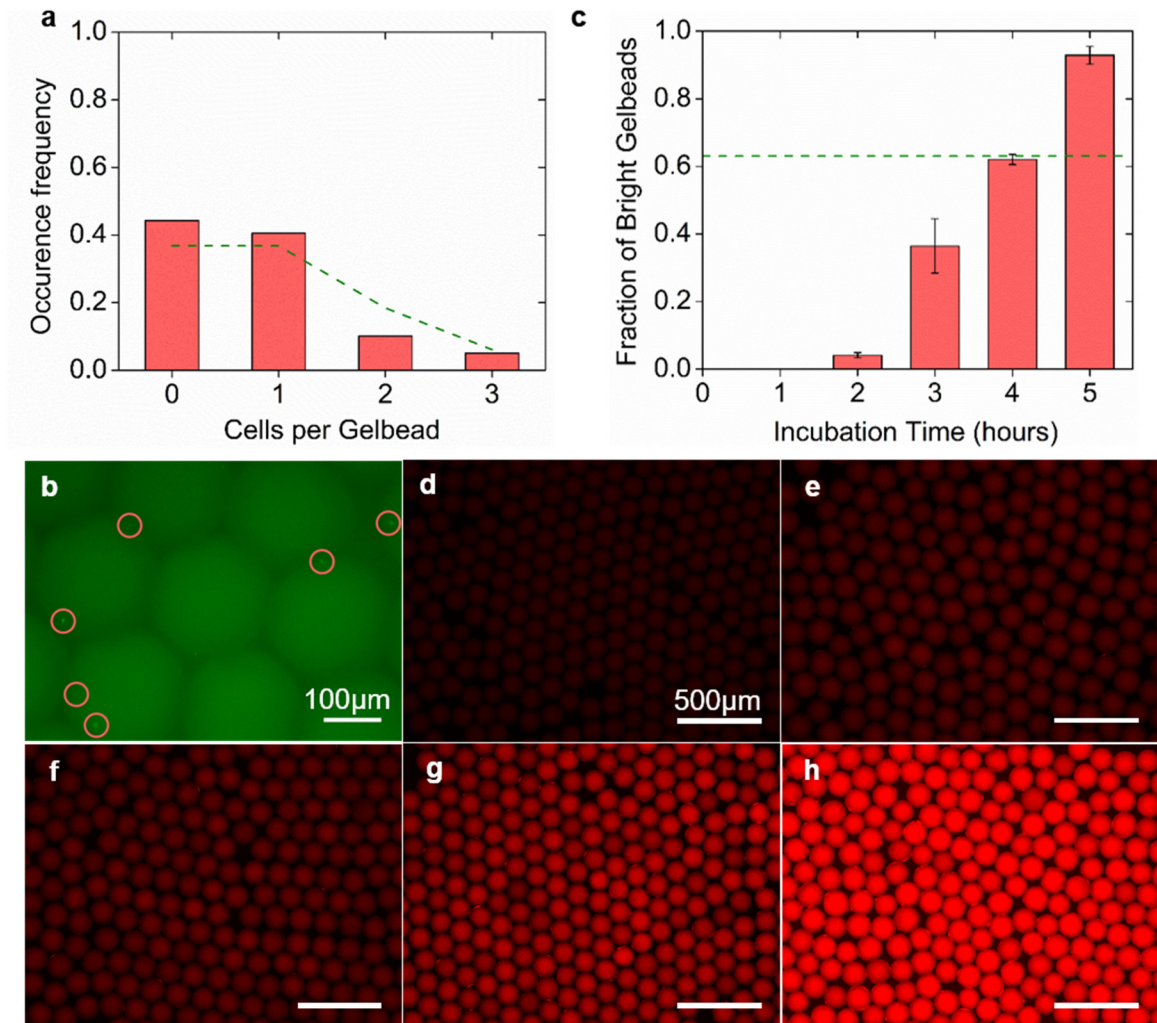 a
1.0
0.8
0.6
0.4
0.2
0.0
Occurence frequency
0 1 2 3
Cells per Gelbead
c
1.0
0.8
0.6
0.4
0.2
0.0
Fraction of Bright Gelbeads
0 1 2 3 4 5
Incubation Time (hours)
b
100µm
d
500µm
e
f
g
h